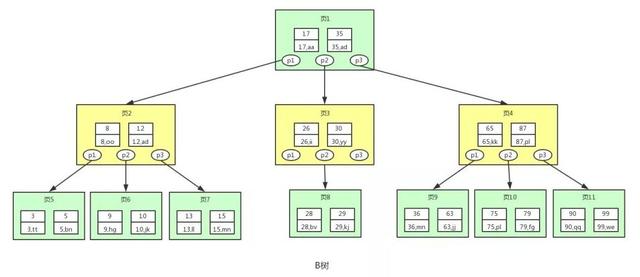 页1
17 35
17,aa 35,ad
p1 p2 p3
页2 页3 页4
8 12 26 30 65 87
8,oo 12,ad 26,ii 30,yy 65,kk 87,pl
p1 p2 p3 p1 p2 p3 p1 p2 p3
页5 页6 页7 页8 页9 页10 页11
3 5 9 10 13 15 28 29 36 63 75 79 90 99
3,tt 5,bn 9,hg 10,jk 13,ll 15,mn 28,bv 29,kj 36,mn 63,jj 75,pl 79,fg 90,qq 99,we
B树